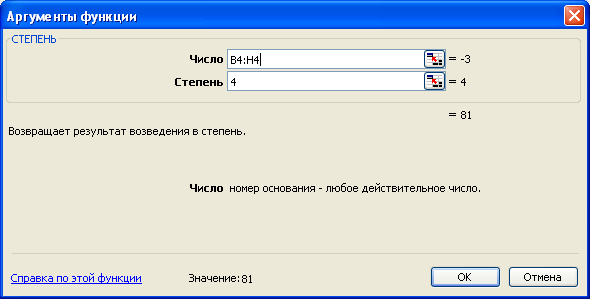 Аргументы функции
СТЕПЕНЬ
Число B4:H4 = -3
Степень 4 = 4
= 81
Возвращает результат возведения в степень.
Число номер основания - любое действительное число.
Справка по этой функции Значение:81 OK Отмена